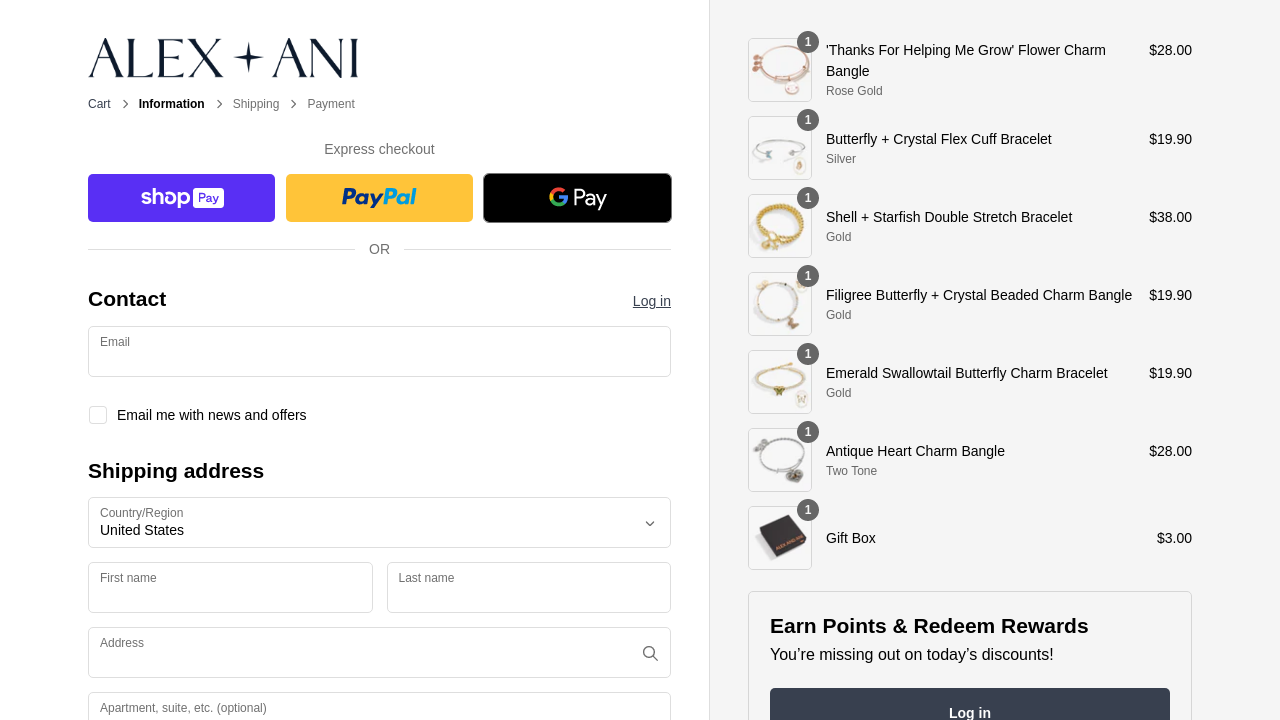 ALEX + ANI
Cart
Information
Shipping
Payment
Express checkout
shop Pay
PayPal
G Pay
OR
Contact
Log in
Email
Email me with news and offers
Shipping address
Country/Region
United States
First name
Last name
Address
Apartment, suite, etc. (optional)
1
'Thanks For Helping Me Grow' Flower Charm
Bangle
Rose Gold
$28.00
1
Butterfly + Crystal Flex Cuff Bracelet
Silver
$19.90
1
Shell + Starfish Double Stretch Bracelet
Gold
$38.00
1
Filigree Butterfly + Crystal Beaded Charm Bangle
Gold
$19.90
1
Emerald Swallowtail Butterfly Charm Bracelet
Gold
$19.90
1
Antique Heart Charm Bangle
Two Tone
$28.00
1
ALEX AND ANI
Gift Box
$3.00
Earn Points & Redeem Rewards
You’re missing out on today’s discounts!
Log in